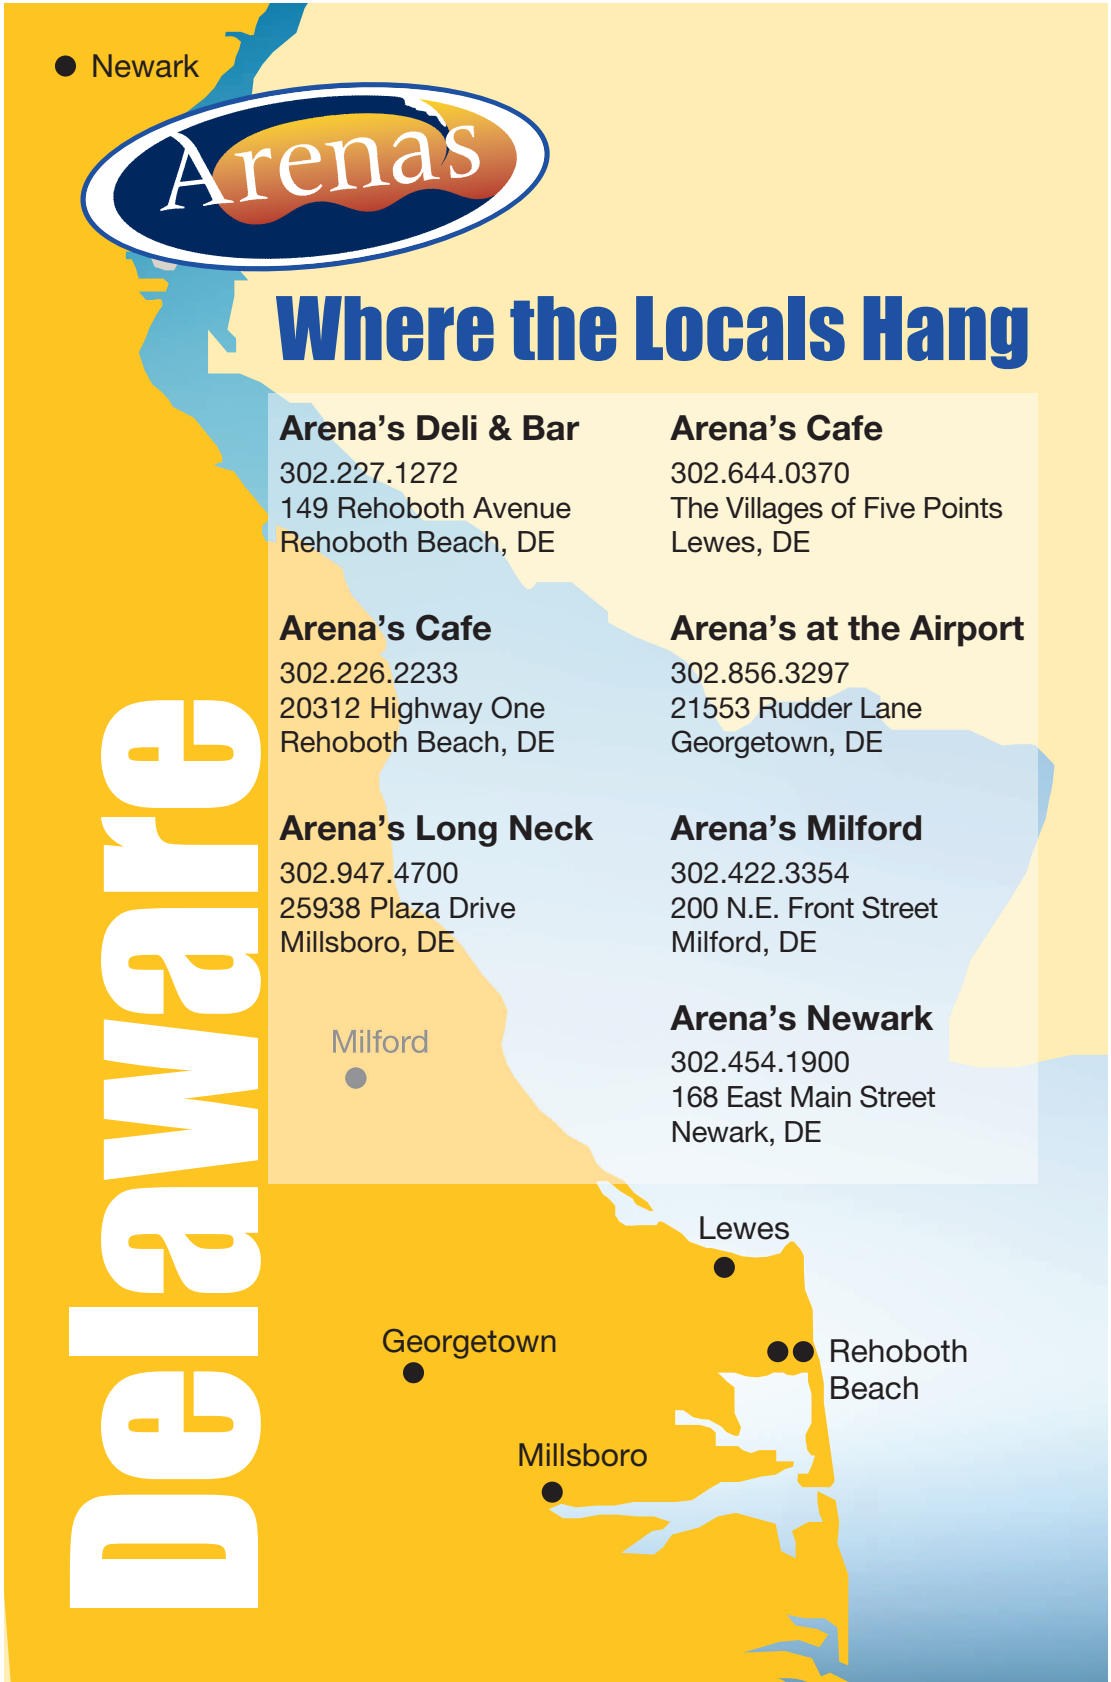 Newark
Arena's
Where the Locals Hang
Arena's Deli & Bar
302.227.1272
149 Rehoboth Avenue
Rehoboth Beach, DE
Arena's Cafe
302.226.2233
20312 Highway One
Rehoboth Beach, DE
Arena's Long Neck
302.947.4700
25938 Plaza Drive
Millsboro, DE
Arena's Cafe
302.644.0370
The Villages of Five Points
Lewes, DE
Arena's at the Airport
302.856.3297
21553 Rudder Lane
Georgetown, DE
Arena's Milford
302.422.3354
200 N.E. Front Street
Milford, DE
Arena's Newark
302.454.1900
168 East Main Street
Newark, DE
Delaware
Milford
Lewes
Georgetown
Rehoboth
Beach
Millsboro